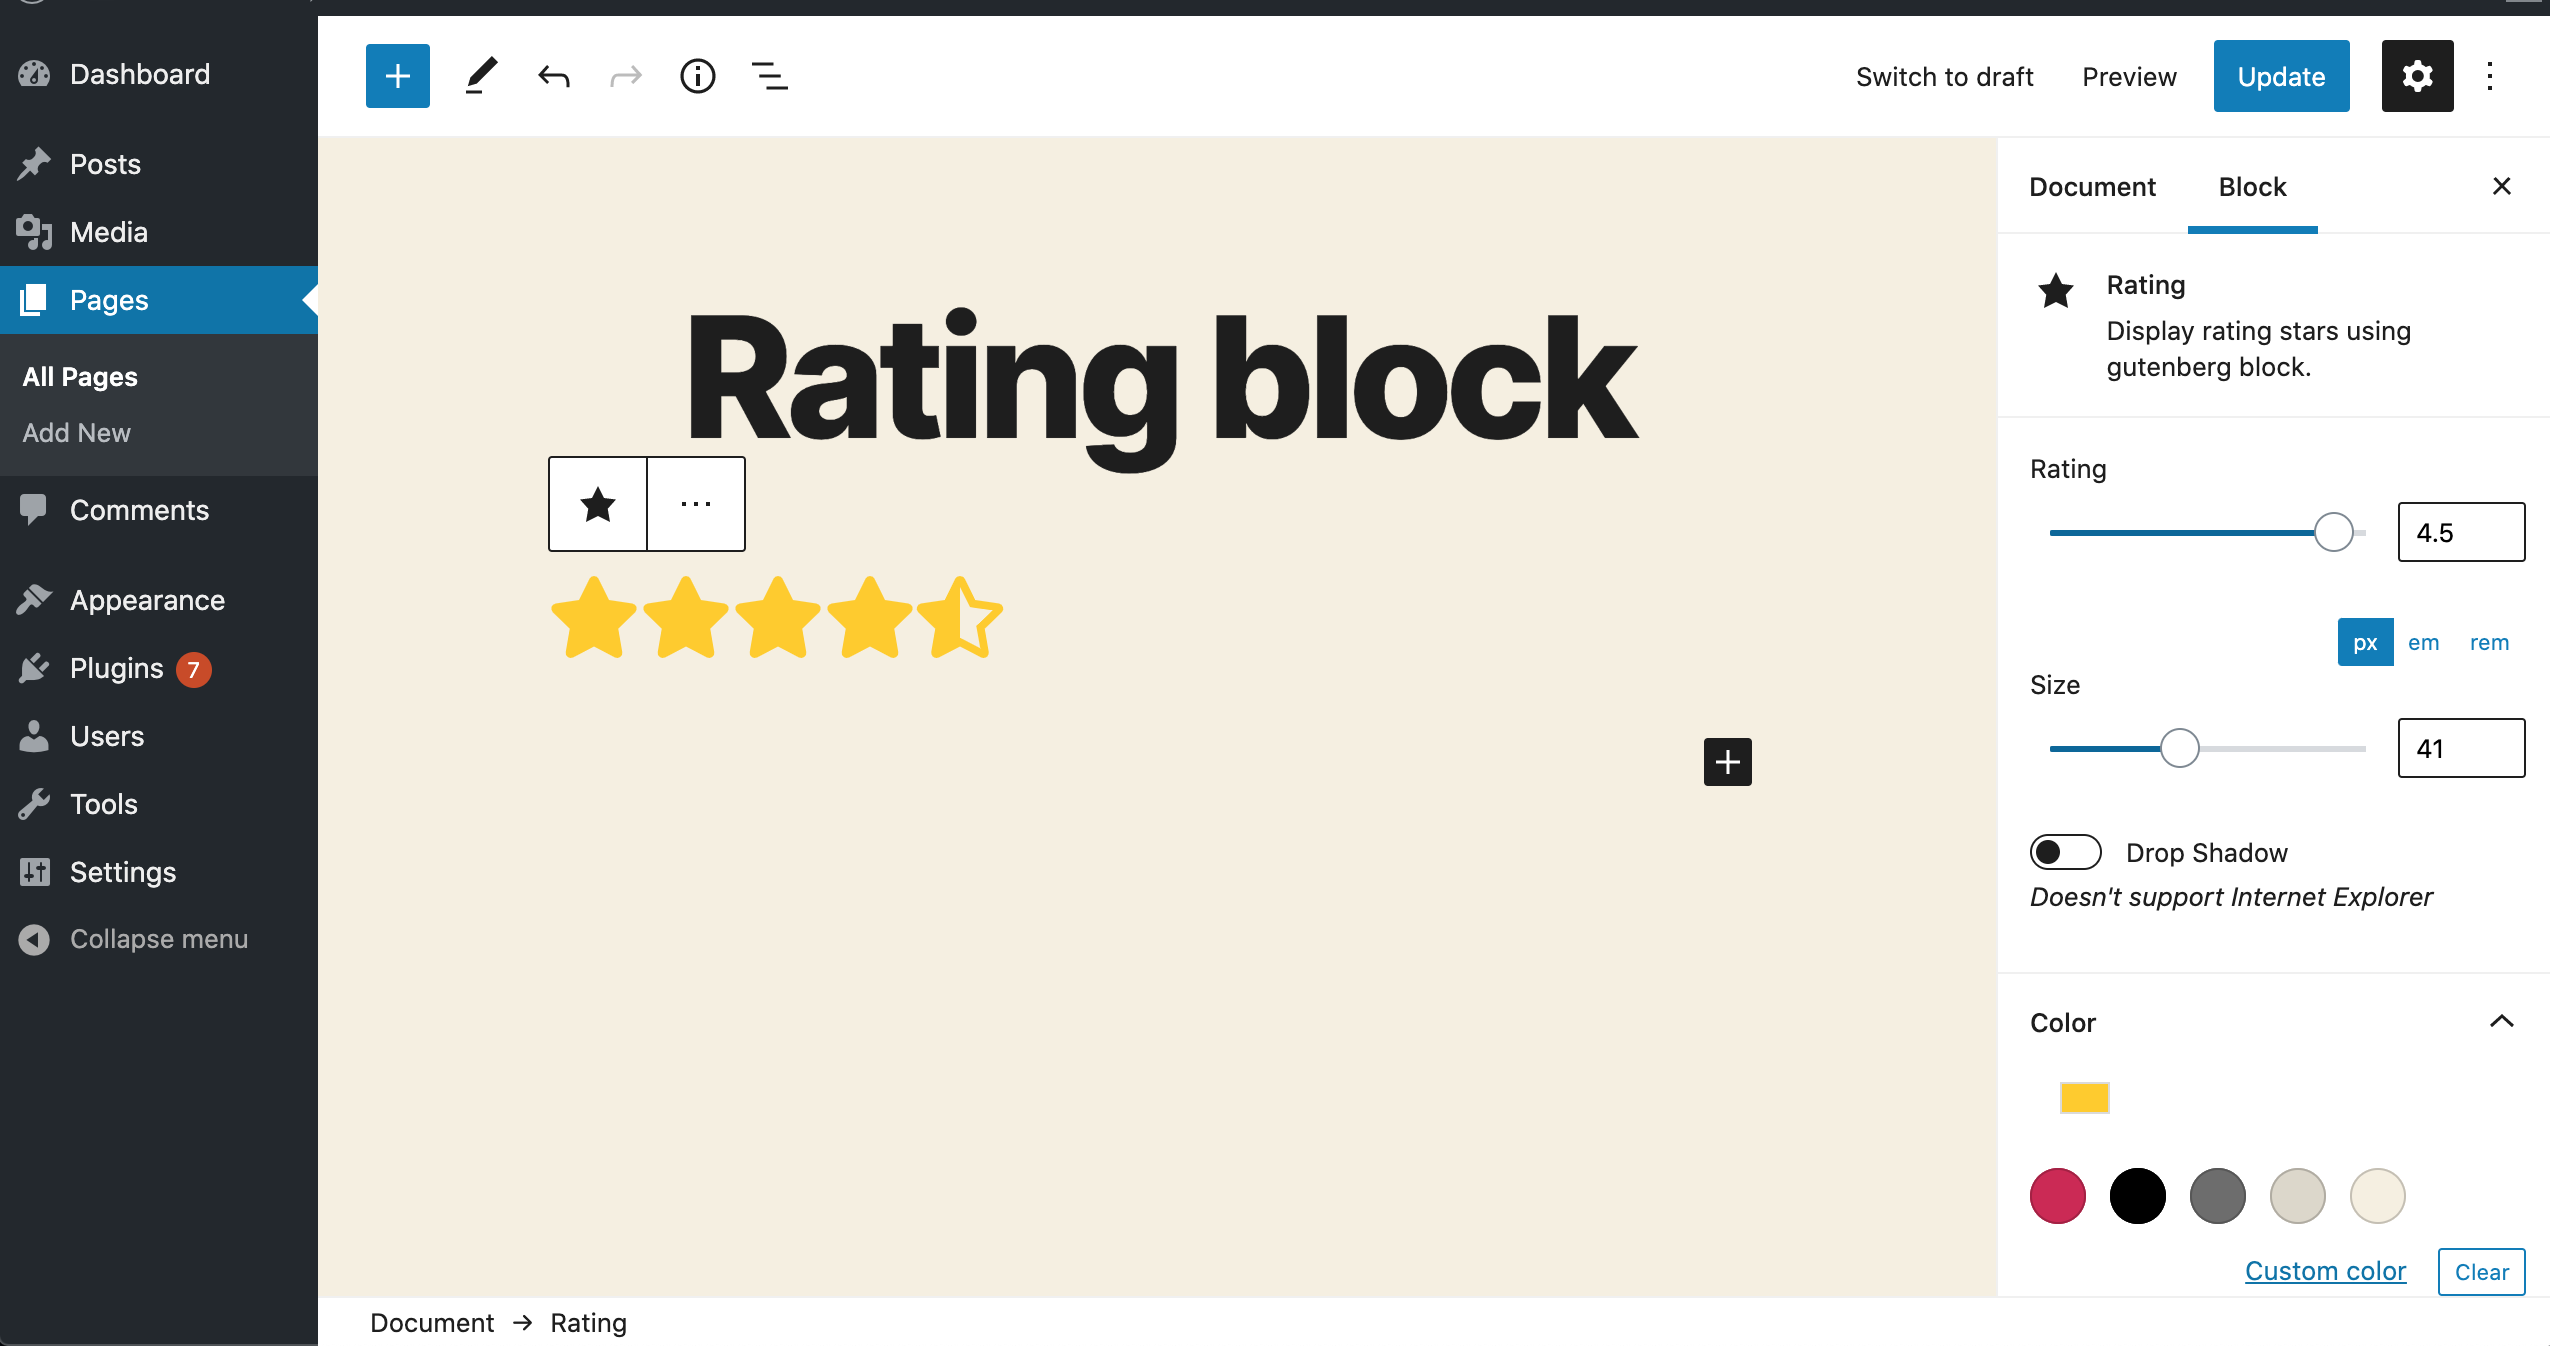 Dashboard
Posts
Media
Pages
All Pages
Add New
Comments
Appearance
Plugins 7
Users
Tools
Settings
Collapse menu
Switch to draft Preview Update
Rating block
Document → Rating
Document Block
Rating
Display rating stars using
gutenberg block.
Rating
4.5
px em rem
Size
41
Drop Shadow
Doesn't support Internet Explorer
Color
Custom color Clear